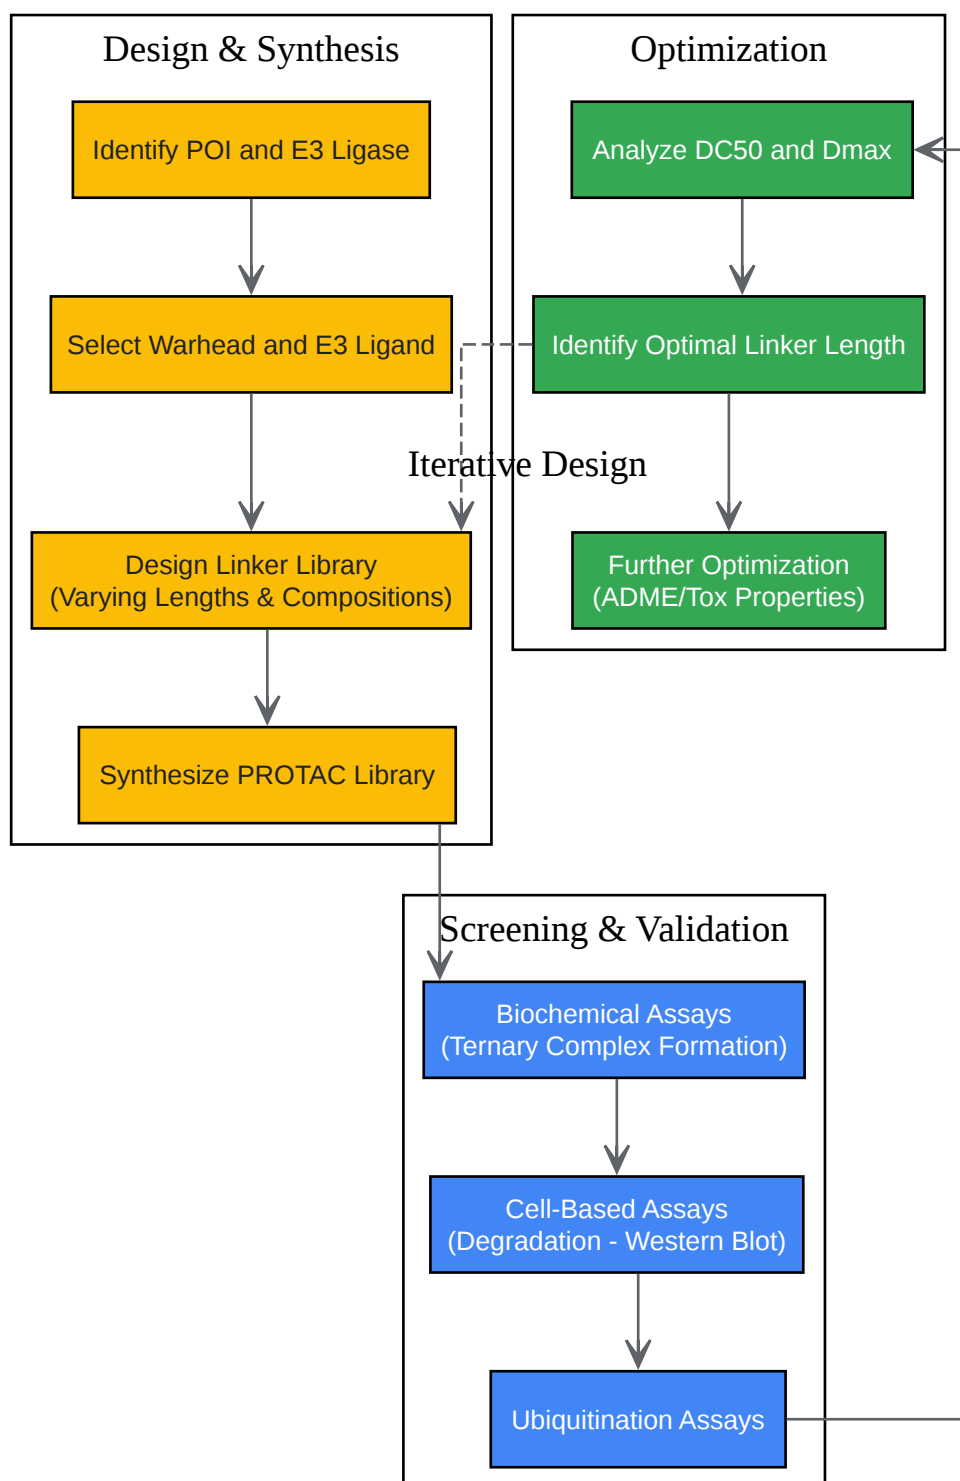 Design & Synthesis
Identify POI and E3 Ligase
Select Warhead and E3 Ligand
Design Linker Library
(Varying Lengths & Compositions)
Synthesize PROTAC Library
Optimization
Analyze DC50 and Dmax
Identify Optimal Linker Length
Iterative Design
Further Optimization
(ADME/Tox Properties)
Screening & Validation
Biochemical Assays
(Ternary Complex Formation)
Cell-Based Assays
(Degradation - Western Blot)
Ubiquitination Assays